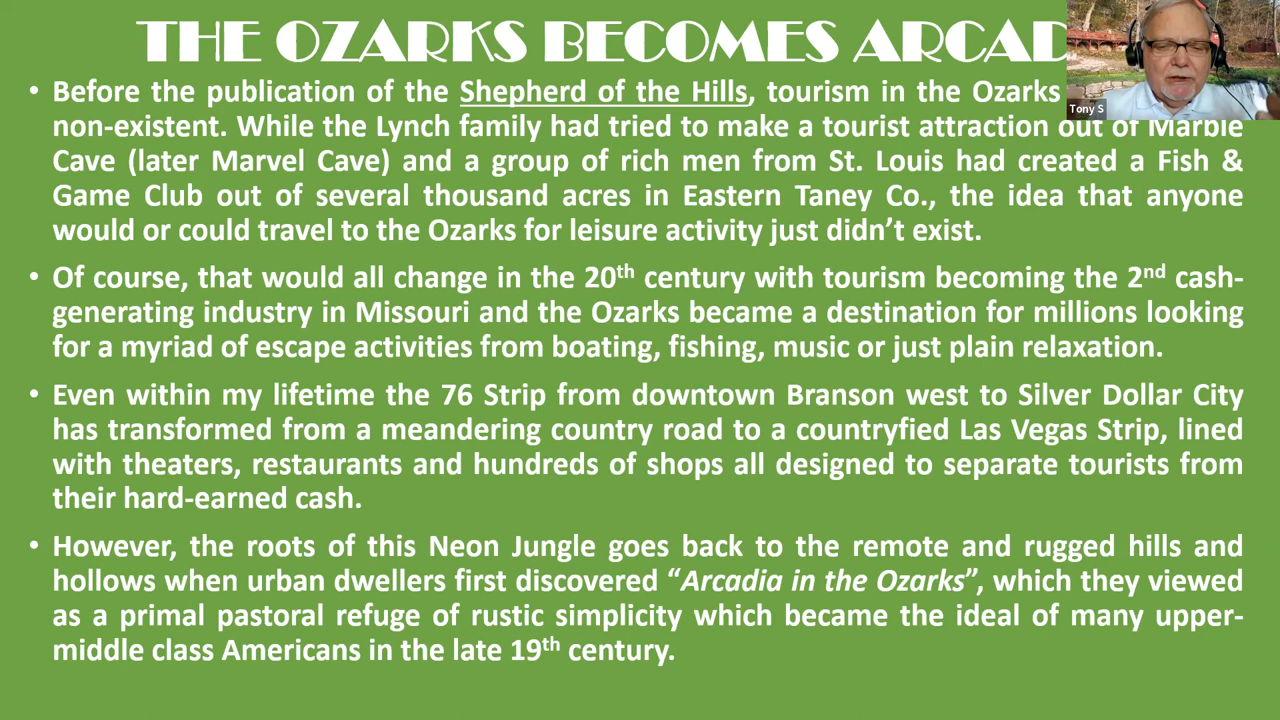 THE OZARKS BECOMES ARCAD
• Before the publication of the Shepherd of the Hills, tourism in the Ozarks
non-existent. While the Lynch family had tried to make a tourist attraction out of Marble
Cave (later Marvel Cave) and a group of rich men from St. Louis had created a Fish &
Game Club out of several thousand acres in Eastern Taney Co., the idea that anyone
would or could travel to the Ozarks for leisure activity just didn’t exist.
• Of course, that would all change in the 20th century with tourism becoming the 2nd cash-
generating industry in Missouri and the Ozarks became a destination for millions looking
for a myriad of escape activities from boating, fishing, music or just plain relaxation.
• Even within my lifetime the 76 Strip from downtown Branson west to Silver Dollar City
has transformed from a meandering country road to a countryfied Las Vegas Strip, lined
with theaters, restaurants and hundreds of shops all designed to separate tourists from
their hard-earned cash.
• However, the roots of this Neon Jungle goes back to the remote and rugged hills and
hollows when urban dwellers first discovered “Arcadia in the Ozarks”, which they viewed
as a primal pastoral refuge of rustic simplicity which became the ideal of many upper-
middle class Americans in the late 19th century.
Tony S